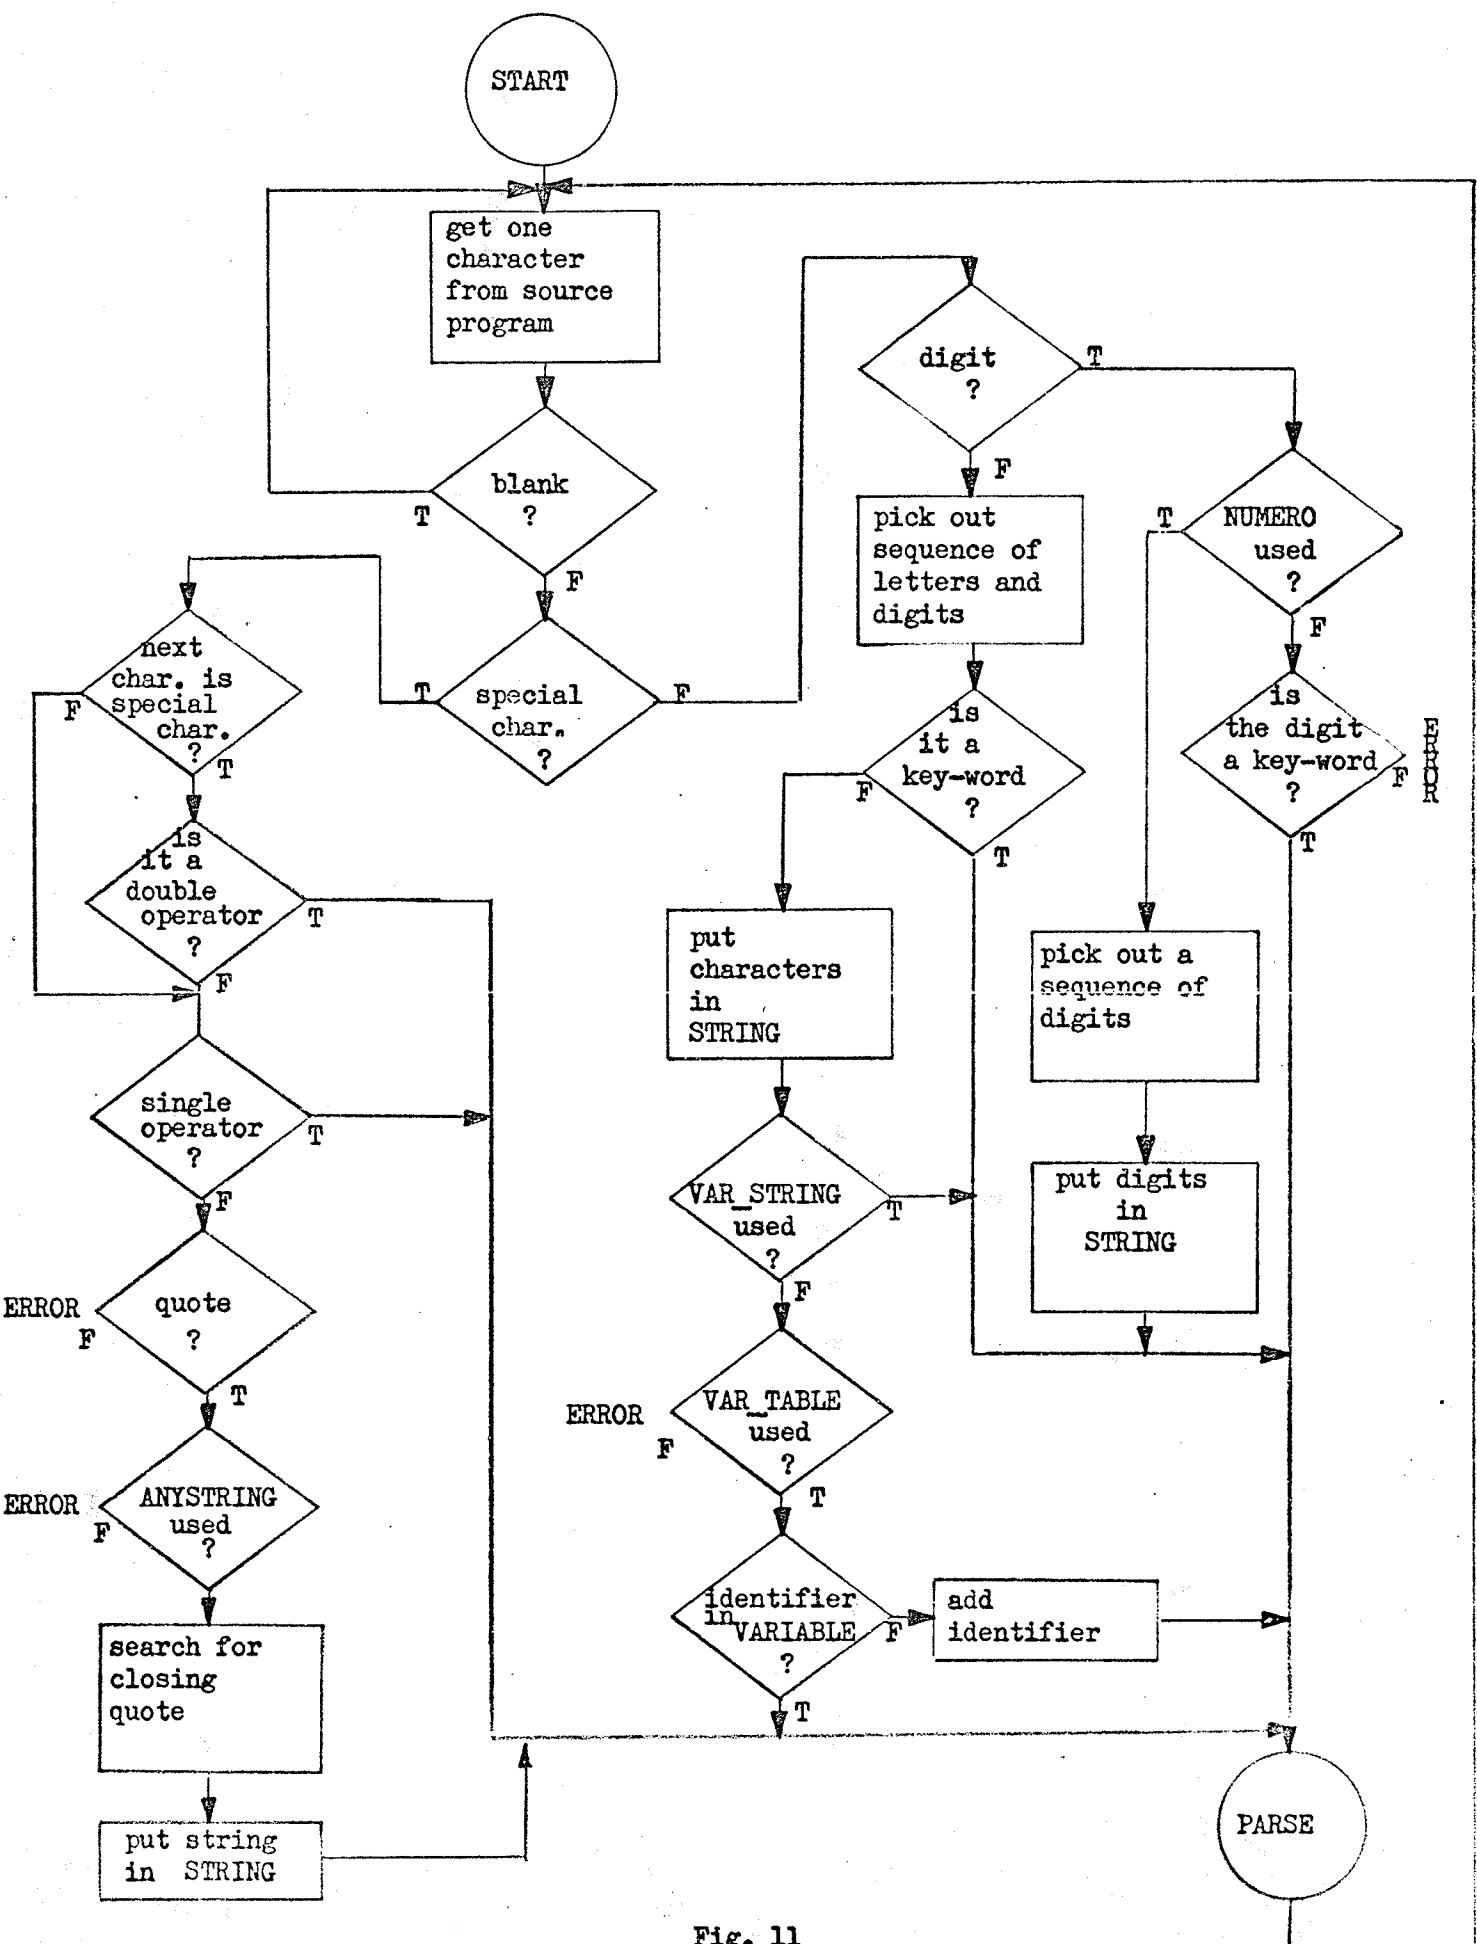 START
get one
character
from source
program
blank
?
T
F
special
char.
?
T
F
next
char. is
special
char.
?
F
T
is
it a
double
operator
?
T
F
single
operator
?
T
F
quote
?
ERROR
F
T
ANYSTRING
used
?
ERROR
F
search for
closing
quote
put string
in STRING
digit
?
T
F
pick out
sequence of
letters and
digits
is
it a
key-word
?
F
T
put
characters
in
STRING
VAR_STRING
used
?
T
F
VAR_TABLE
used
?
ERROR
F
T
identifier
in VARIABLE
?
F
T
add
identifier
NUMERO
used
?
T
F
is
the digit
a key-word
?
F
ERROR
T
pick out a
sequence of
digits
put digits
in
STRING
PARSE
Fig. 11